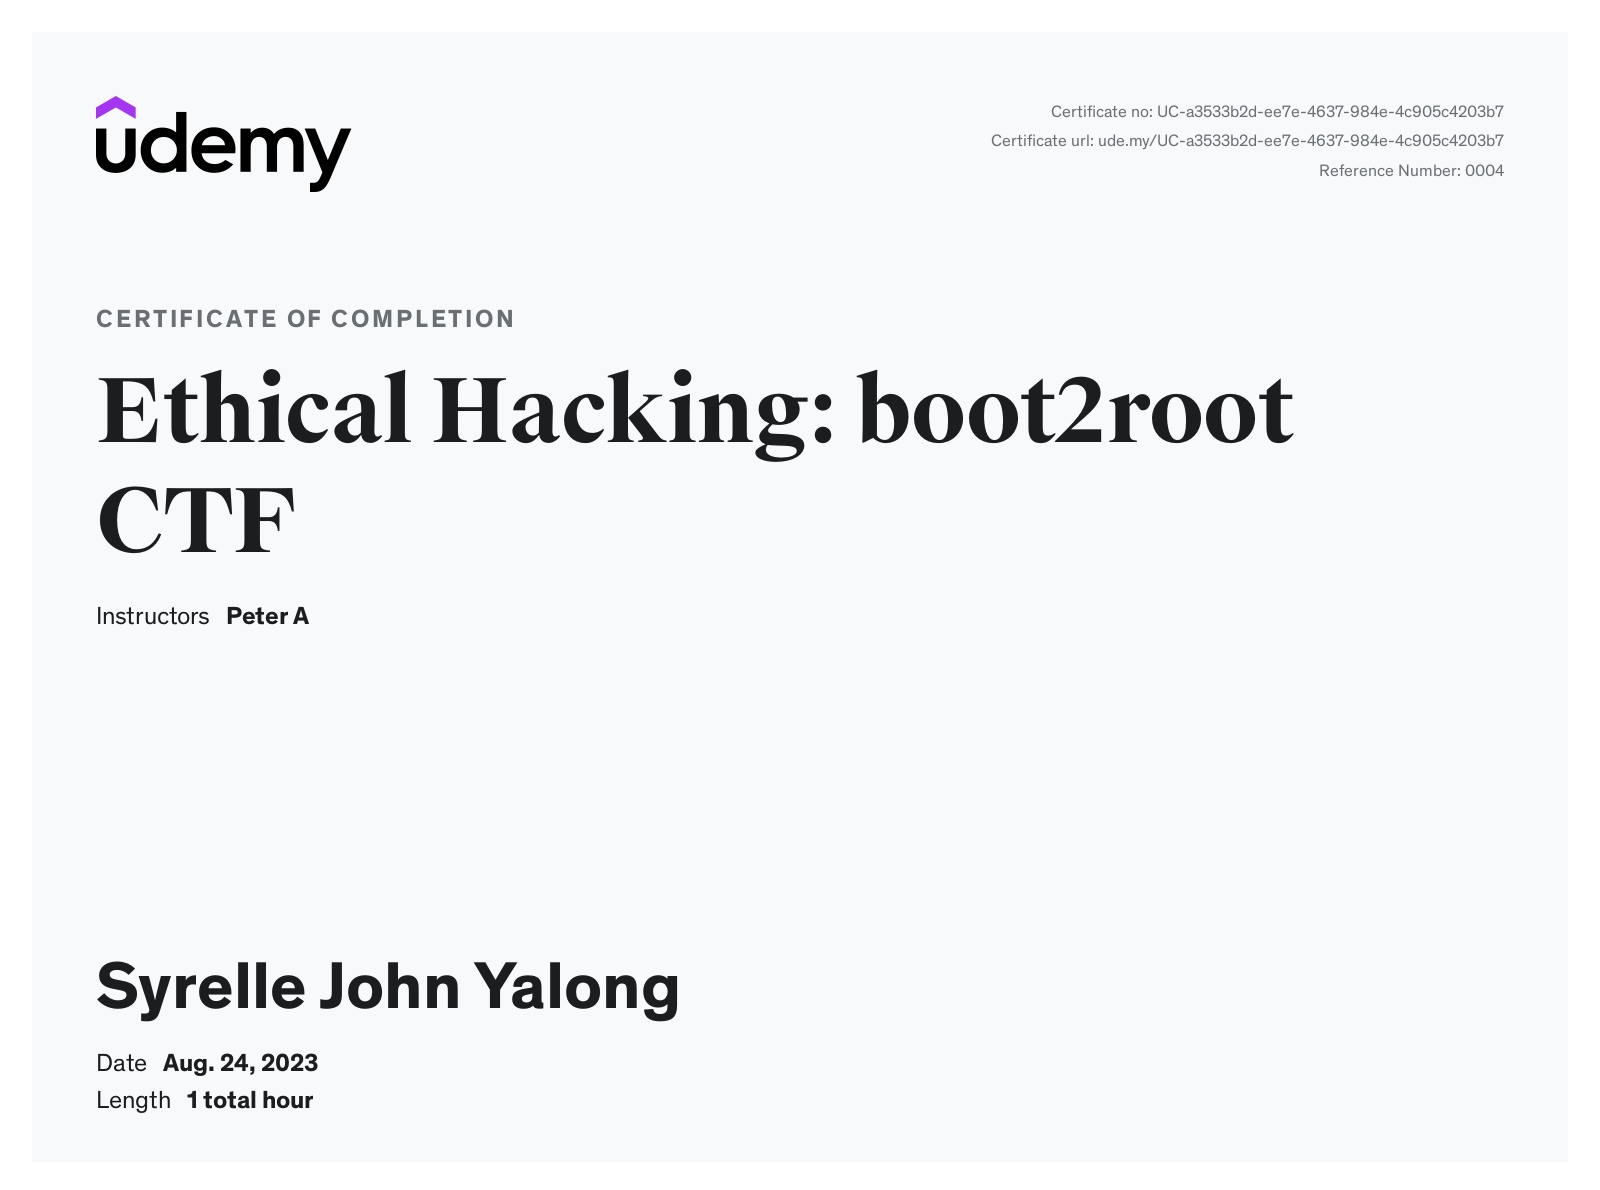 udemy
Certificate no: UC-a3533b2d-ee7e-4637-984e-4c905c4203b7
Certificate url: ude.my/UC-a3533b2d-ee7e-4637-984e-4c905c4203b7
Reference Number: 0004
CERTIFICATE OF COMPLETION
Ethical Hacking: boot2root
CTF
Instructors Peter A
Syrelle John Yalong
Date Aug. 24, 2023
Length 1 total hour